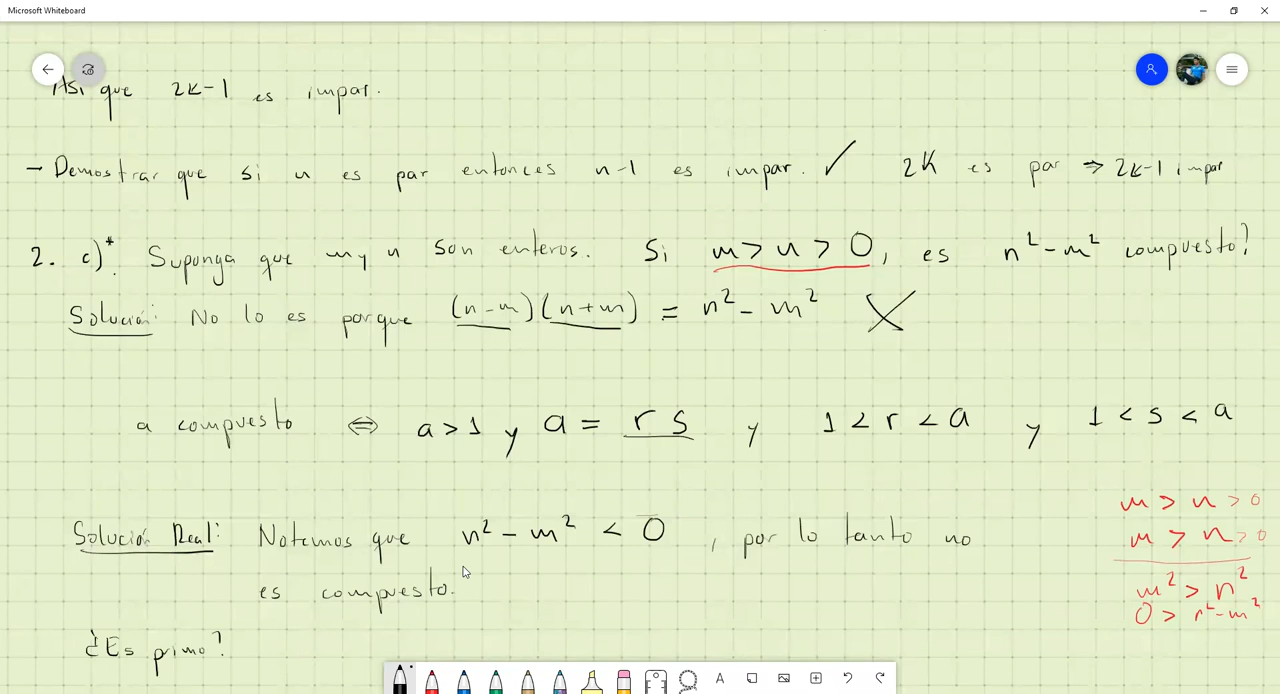 Microsoft Whiteboard
Así que 2k-1 es impar.
- Demostrar que si n es par entonces n-1 es impar. ✓ 2K es par ⇒ 2k-1 impar
2. c)* Suponga que m y n son enteros. Si m > n > 0, es n² - m² compuesto?
Solución: No lo es porque (n-m)(n+m) = n² - m² X
a compuesto ⇔ a > 1 y a = r s y 1 < r < a y 1 < s < a
m > n > 0
Solución Real: Notemos que n² - m² < 0, por lo tanto no
m > n > 0
es compuesto.
m² > n²
0 > n² - m²
¿Es primo?
A